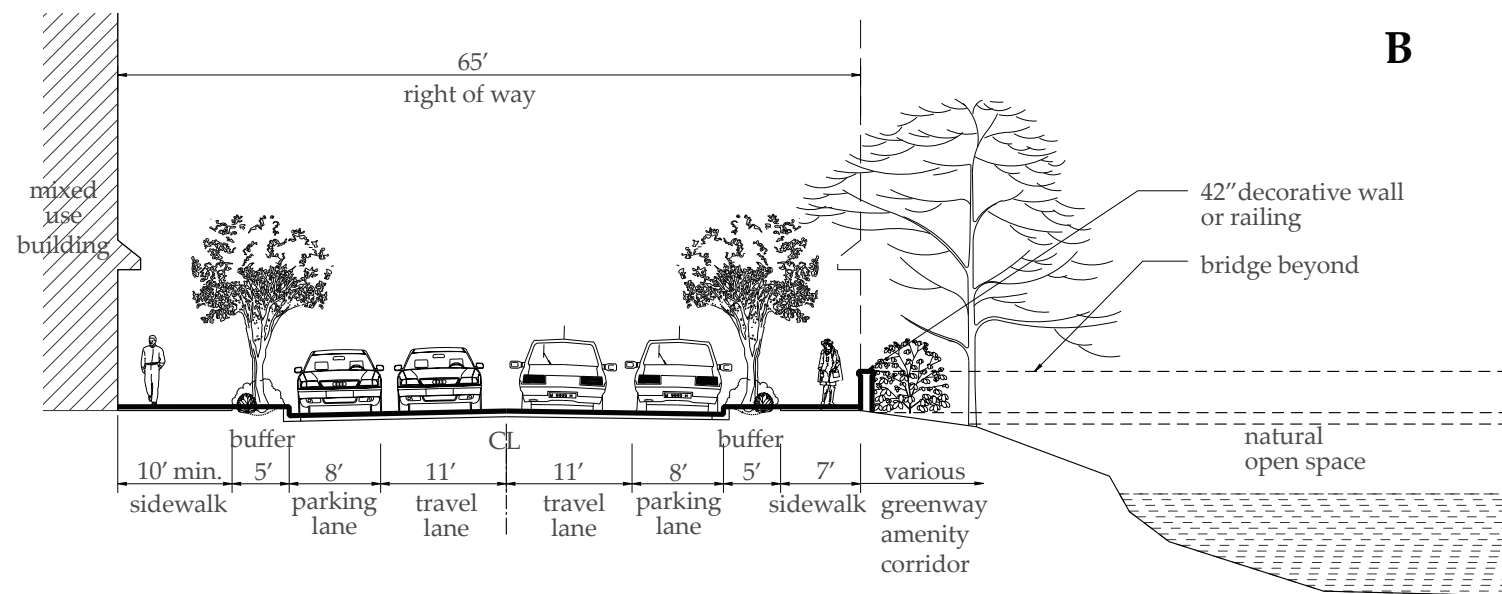 B
65′
right of way
mixed
use
building
42″ decorative wall
or railing
bridge beyond
natural
open space
buffer
CL
buffer
10′ min.
5′
8′
11′
11′
8′
5′
7′
various
sidewalk
parking
lane
travel
lane
travel
lane
parking
lane
sidewalk
greenway
amenity
corridor